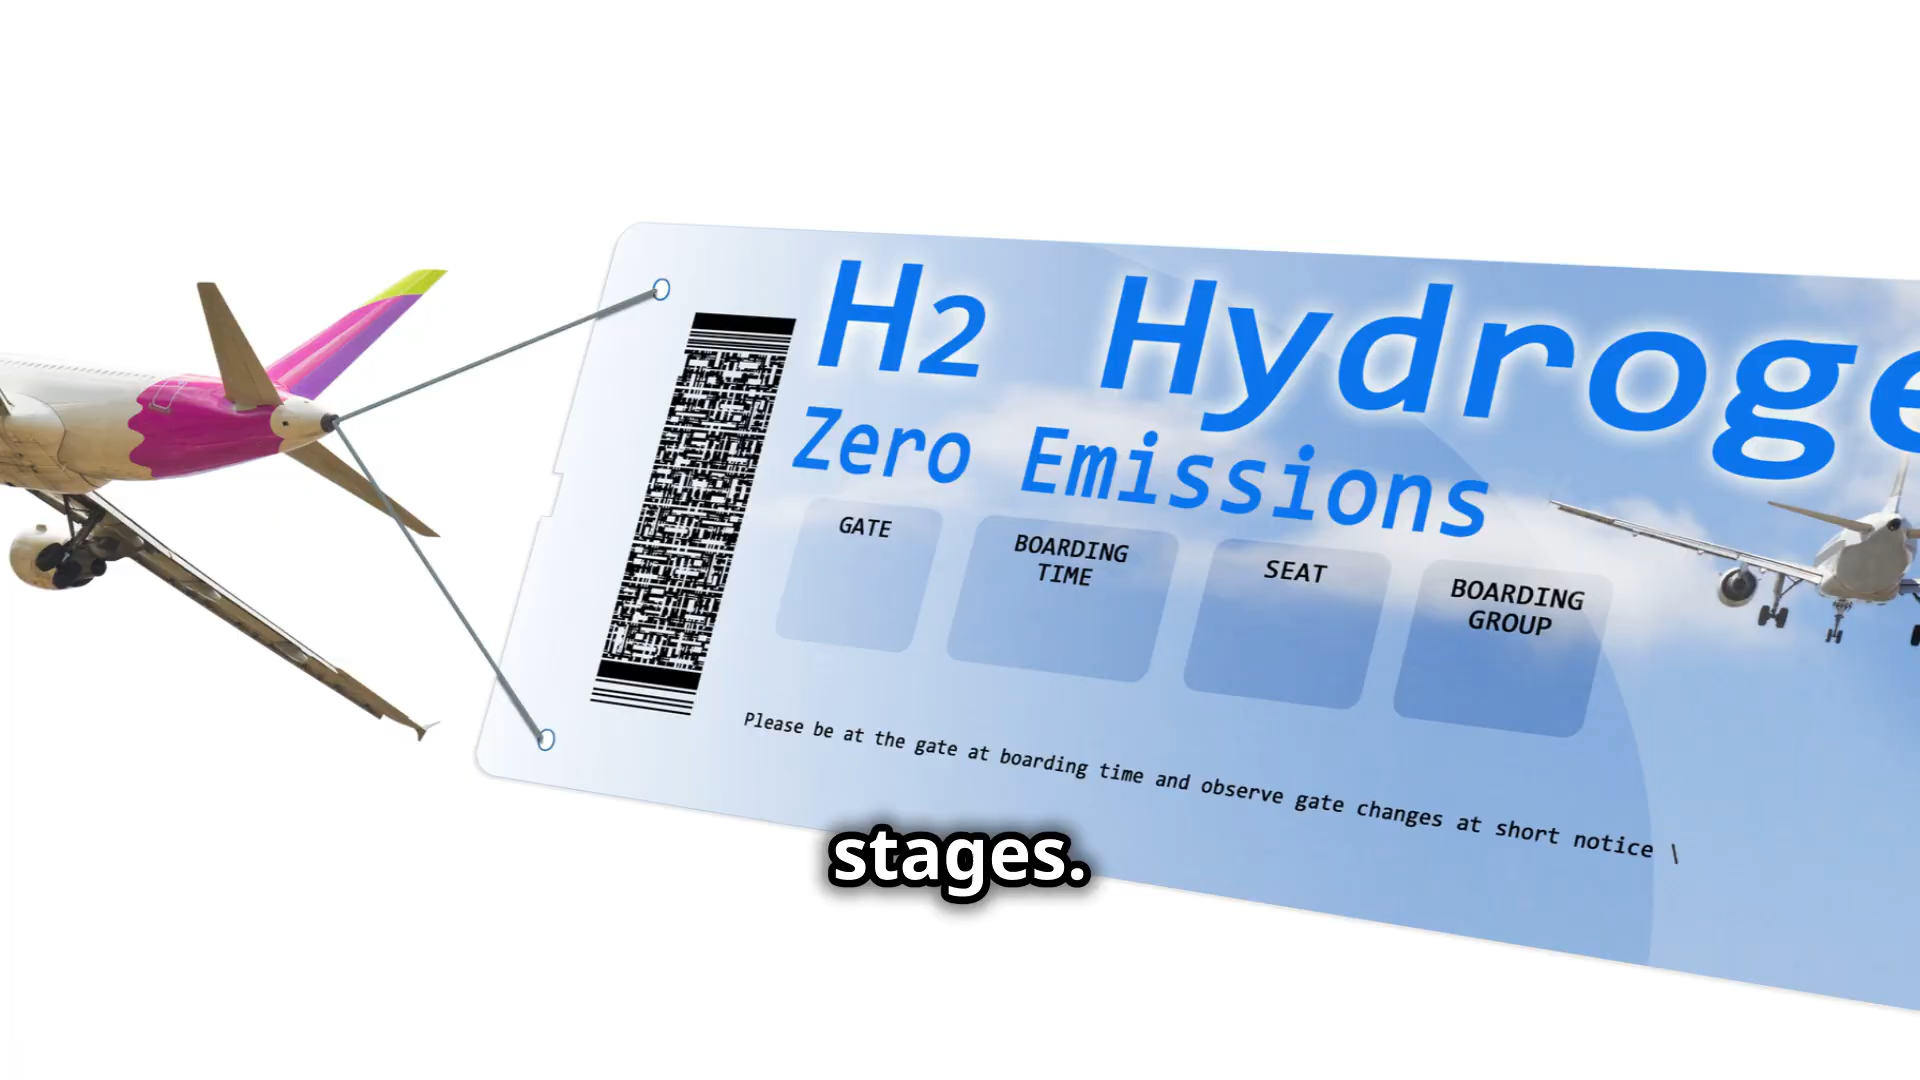 H2 Hydroge
Zero Emissions
GATE
BOARDING
TIME
SEAT
BOARDING
GROUP
Please be at the gate at boarding time and observe gate changes at short notice \
stages.